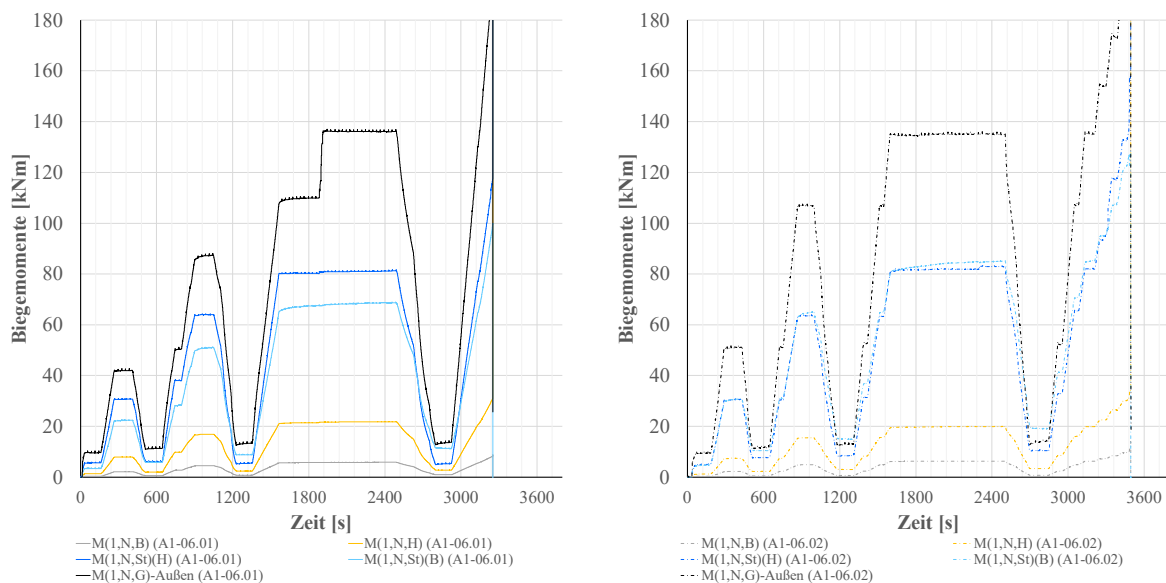 180
160
140
120
100
80
60
40
20
0
Biegemomente [kNm]
0 600 1200 1800 2400 3000 3600
Zeit [s]
M(1,N,B) (A1-06.01) M(1,N,H) (A1-06.01)
M(1,N,St)(H) (A1-06.01) M(1,N,St)(B) (A1-06.01)
M(1,N,G)-Außen (A1-06.01)
180
160
140
120
100
80
60
40
20
0
Biegemomente [kNm]
0 600 1200 1800 2400 3000 3600
Zeit [s]
M(1,N,B) (A1-06.02) M(1,N,H) (A1-06.02)
M(1,N,St)(H) (A1-06.02) M(1,N,St)(B) (A1-06.02)
M(1,N,G)-Außen (A1-06.02)